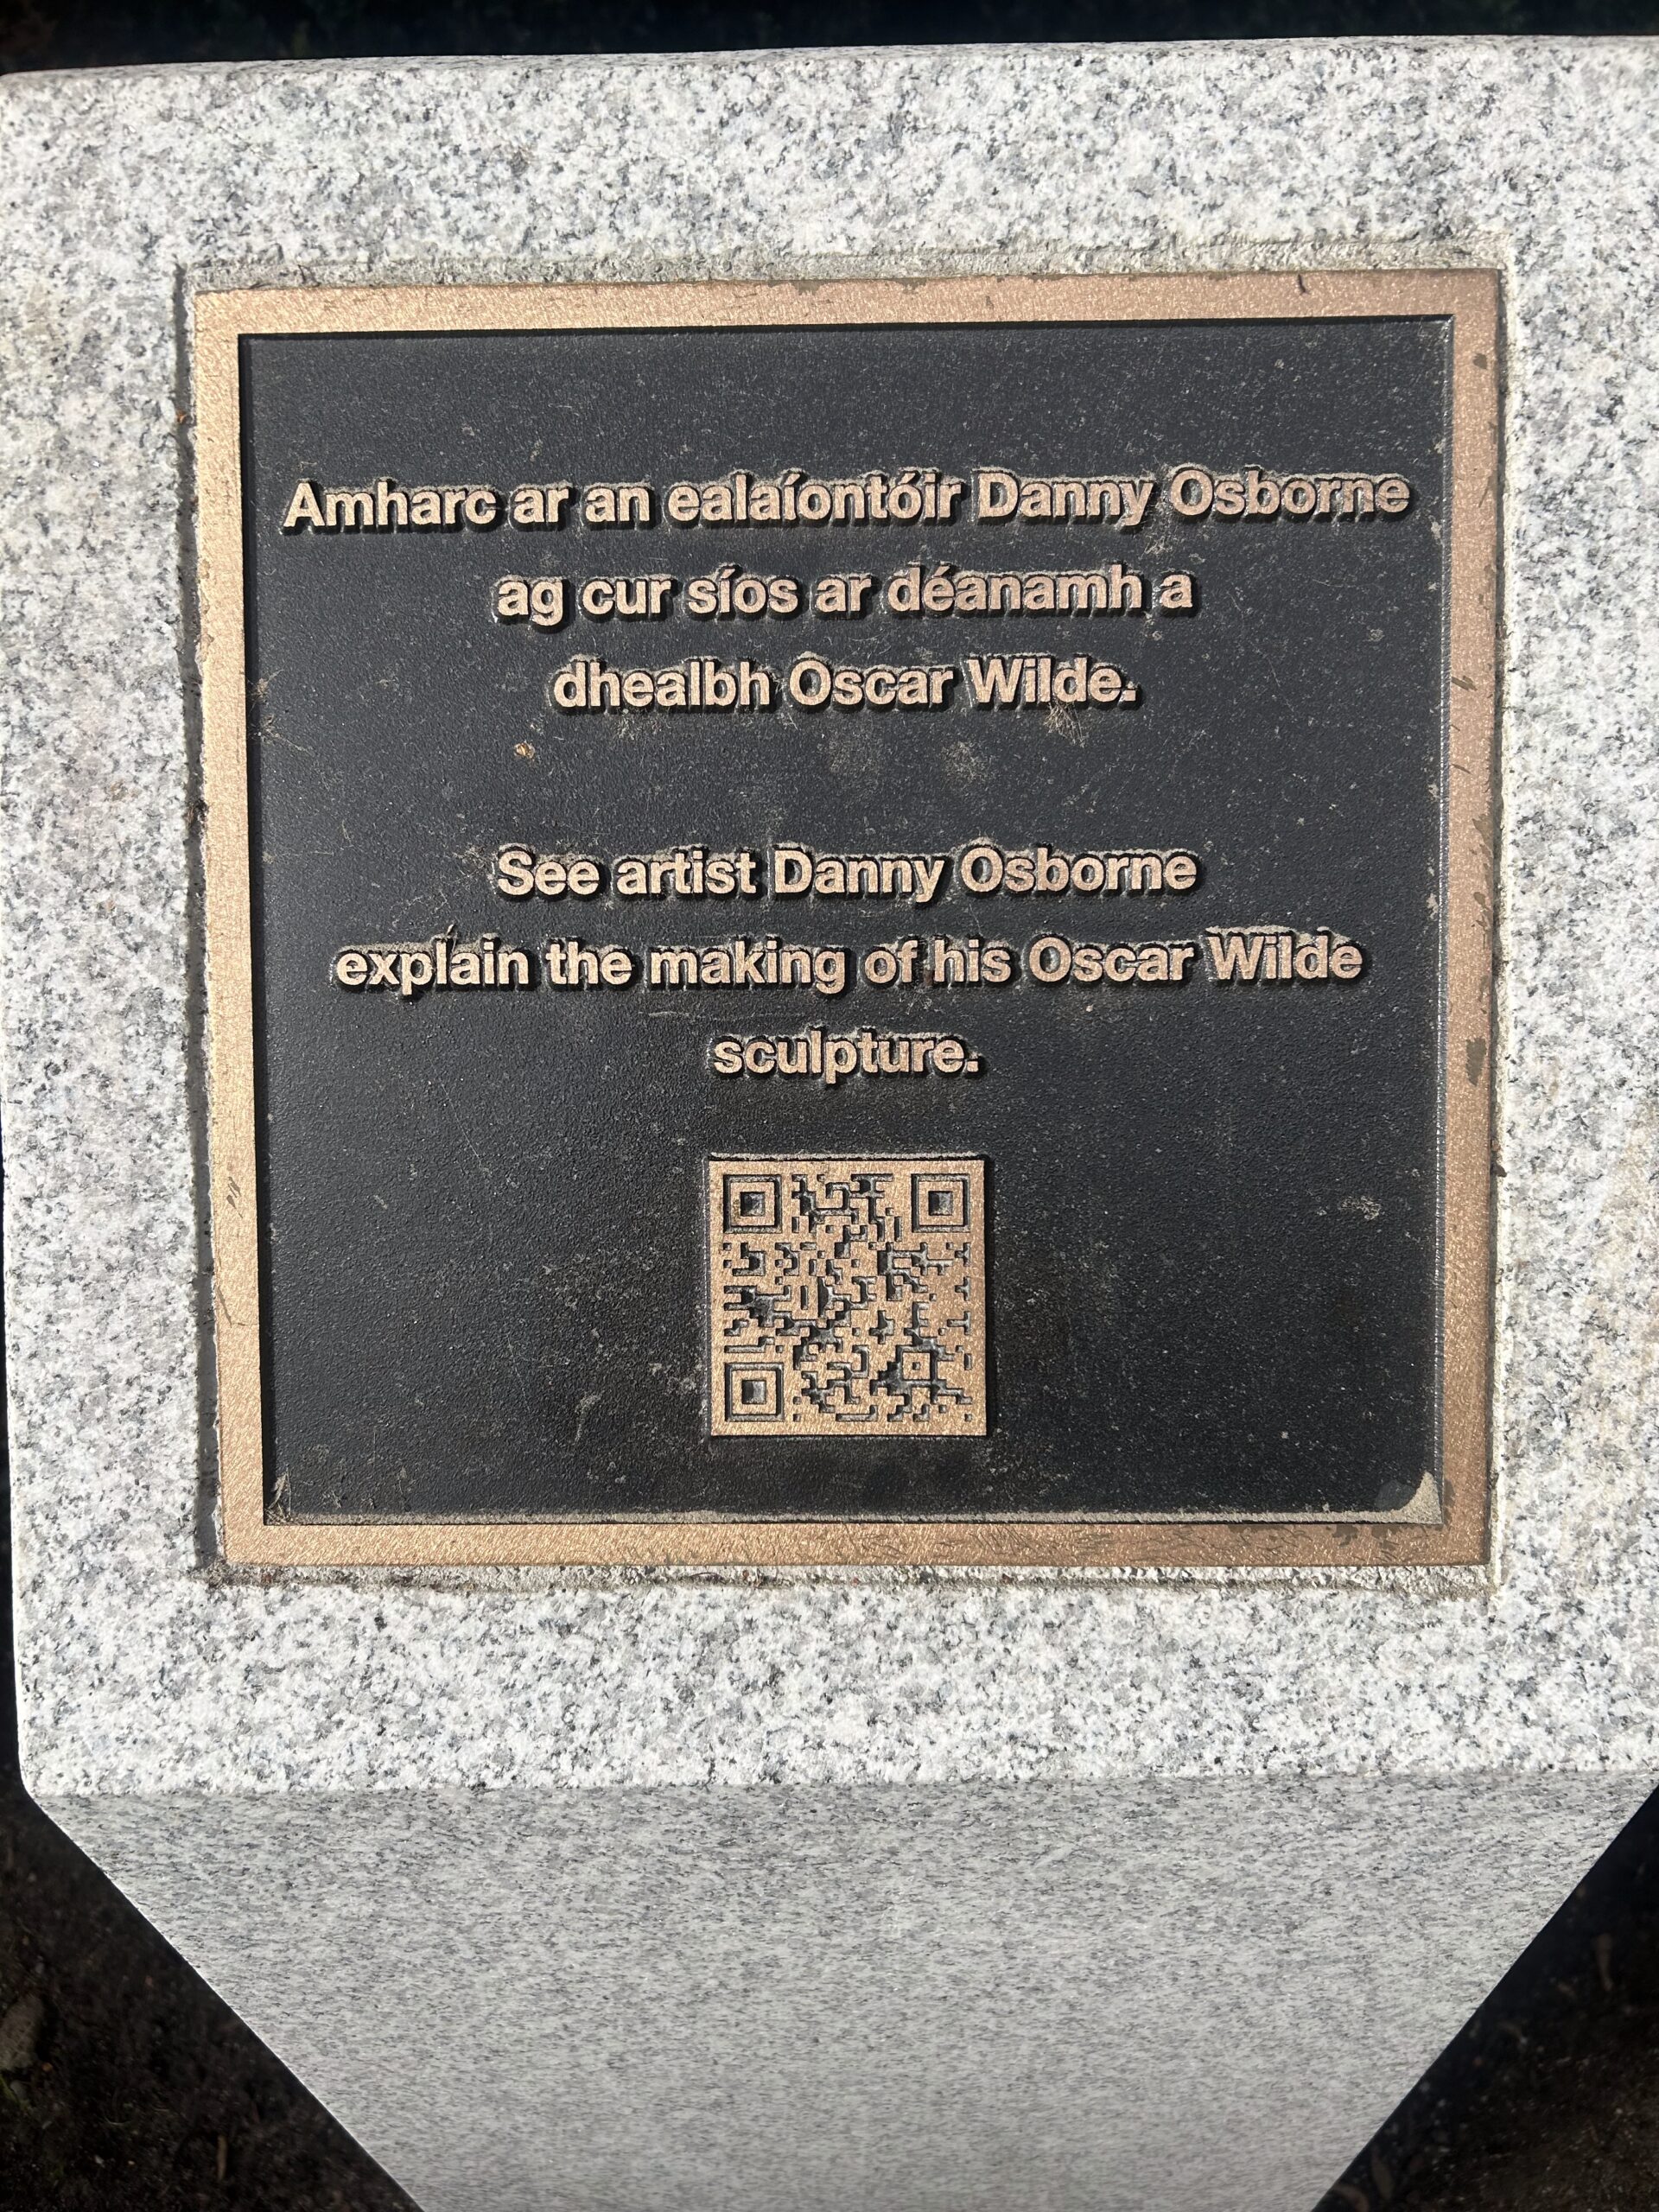 Amharc ar an ealaíontóir Danny Osborne
ag cur síos ar déanamh a
dhealbh Oscar Wilde.
See artist Danny Osborne
explain the making of his Oscar Wilde
sculpture.